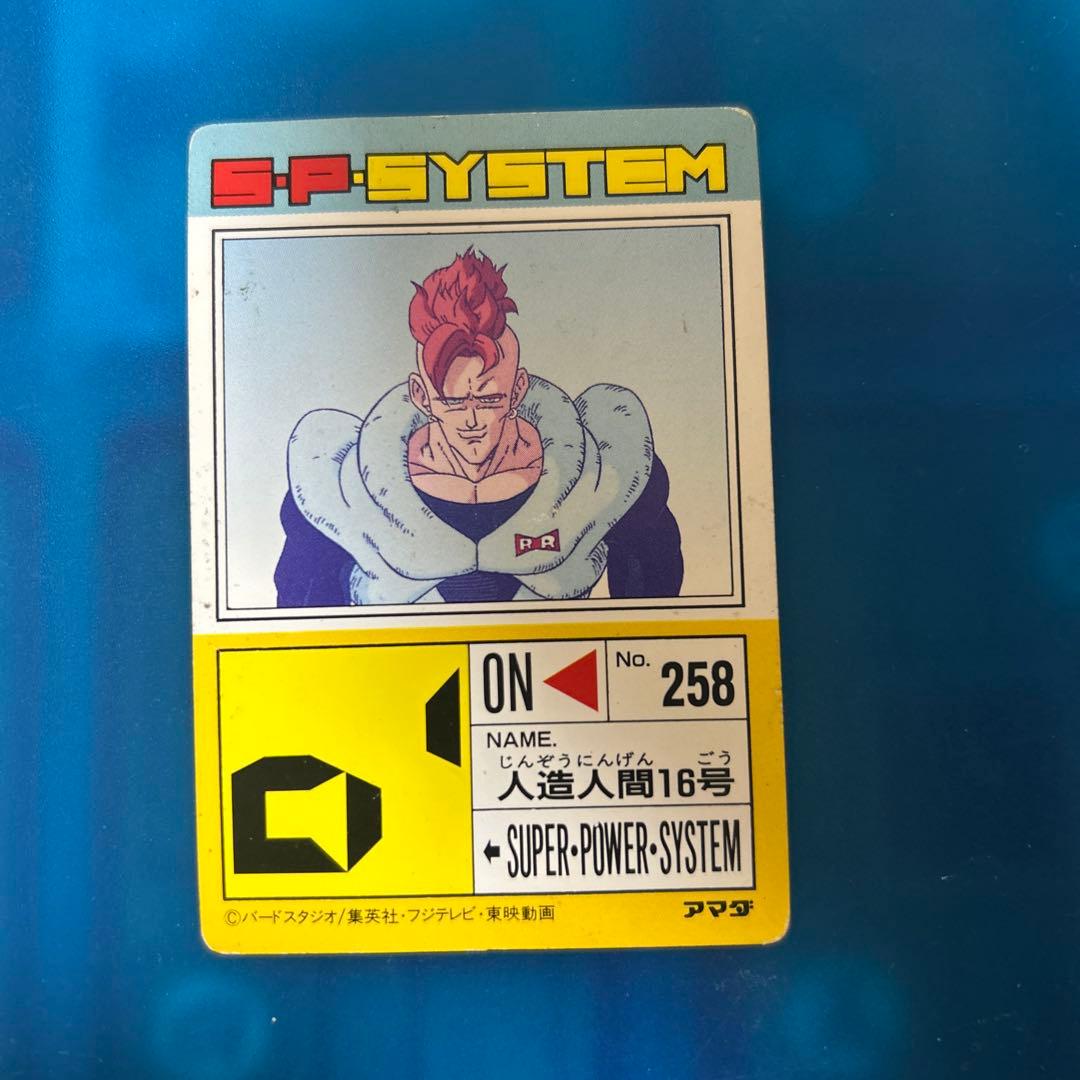 S・P・SYSTEM
RR
ON
No. 258
NAME.
じんぞうにんげん ごう
人造人間16号
←SUPER・POWER・SYSTEM
©バードスタジオ/集英社・フジテレビ・東映動画
アマダ